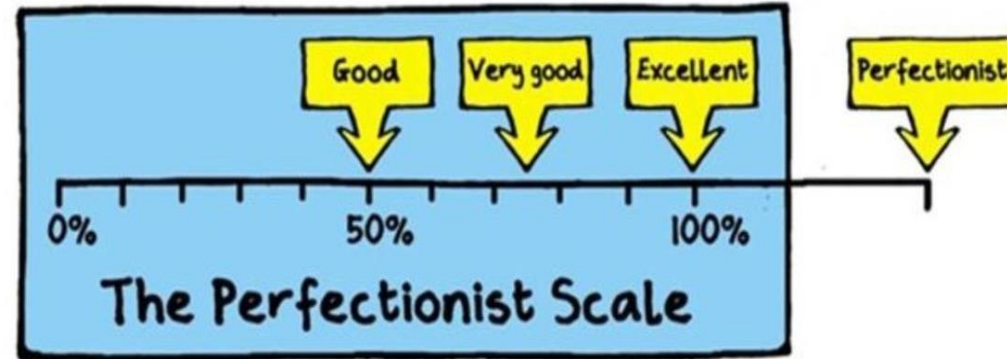 Good Very good Excellent Perfectionist
0% 50% 100%
The Perfectionist Scale